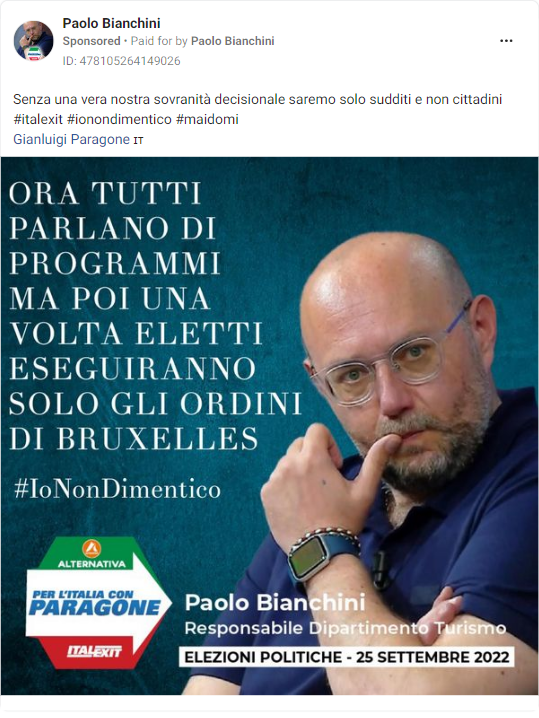 Paolo Bianchini
Sponsored • Paid for by Paolo Bianchini
ID: 478105264149026
Senza una vera nostra sovranità decisionale saremo solo sudditi e non cittadini
#italexit #ionondimentico #maidomi
Gianluigi Paragone IT
ORA TUTTI
PARLANO DI
PROGRAMMI
MA POI UNA
VOLTA ELETTI
ESEGUIRANNO
SOLO GLI ORDINI
DI BRUXELLES
#IoNonDimentico
ALTERNATIVA
PER L'ITALIA CON
PARAGONE
ITALEXIT
Paolo Bianchini
Responsabile Dipartimento Turismo
ELEZIONI POLITICHE - 25 SETTEMBRE 2022